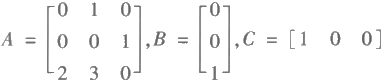 A = [0 1 0; 0 0 1; 2 3 0], B = [0; 0; 1], C = [1 0 0]